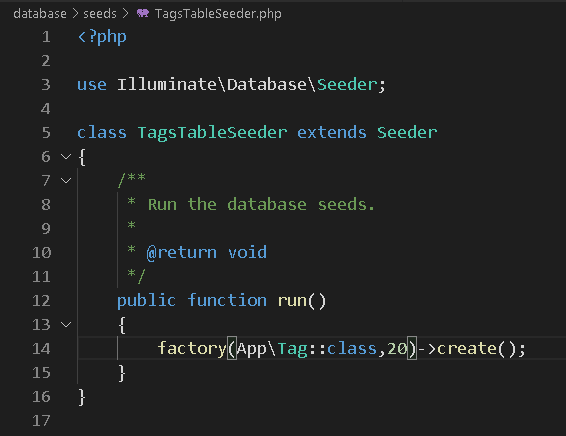 database > seeds > TagsTableSeeder.php
1 <?php
2
3 use Illuminate\Database\Seeder;
4
5 class TagsTableSeeder extends Seeder
6 {
7 /**
8 * Run the database seeds.
9 *
10 * @return void
11 */
12 public function run()
13 {
14 factory(App\Tag::class,20)->create();
15 }
16 }
17